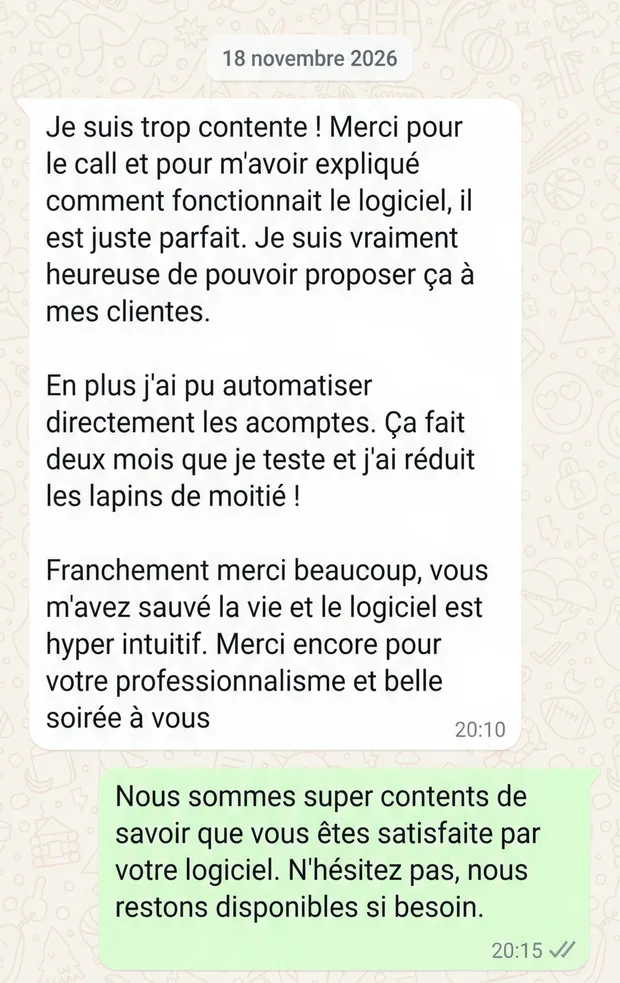 18 novembre 2026
Je suis trop contente ! Merci pour
le call et pour m'avoir expliqué
comment fonctionnait le logiciel, il
est juste parfait. Je suis vraiment
heureuse de pouvoir proposer ça à
mes clientes.
En plus j'ai pu automatiser
directement les acomptes. Ça fait
deux mois que je teste et j'ai réduit
les lapins de moitié !
Franchement merci beaucoup, vous
m'avez sauvé la vie et le logiciel est
hyper intuitif. Merci encore pour
votre professionnalisme et belle
soirée à vous
20:10
Nous sommes super contents de
savoir que vous êtes satisfaite par
votre logiciel. N'hésitez pas, nous
restons disponibles si besoin.
20:15